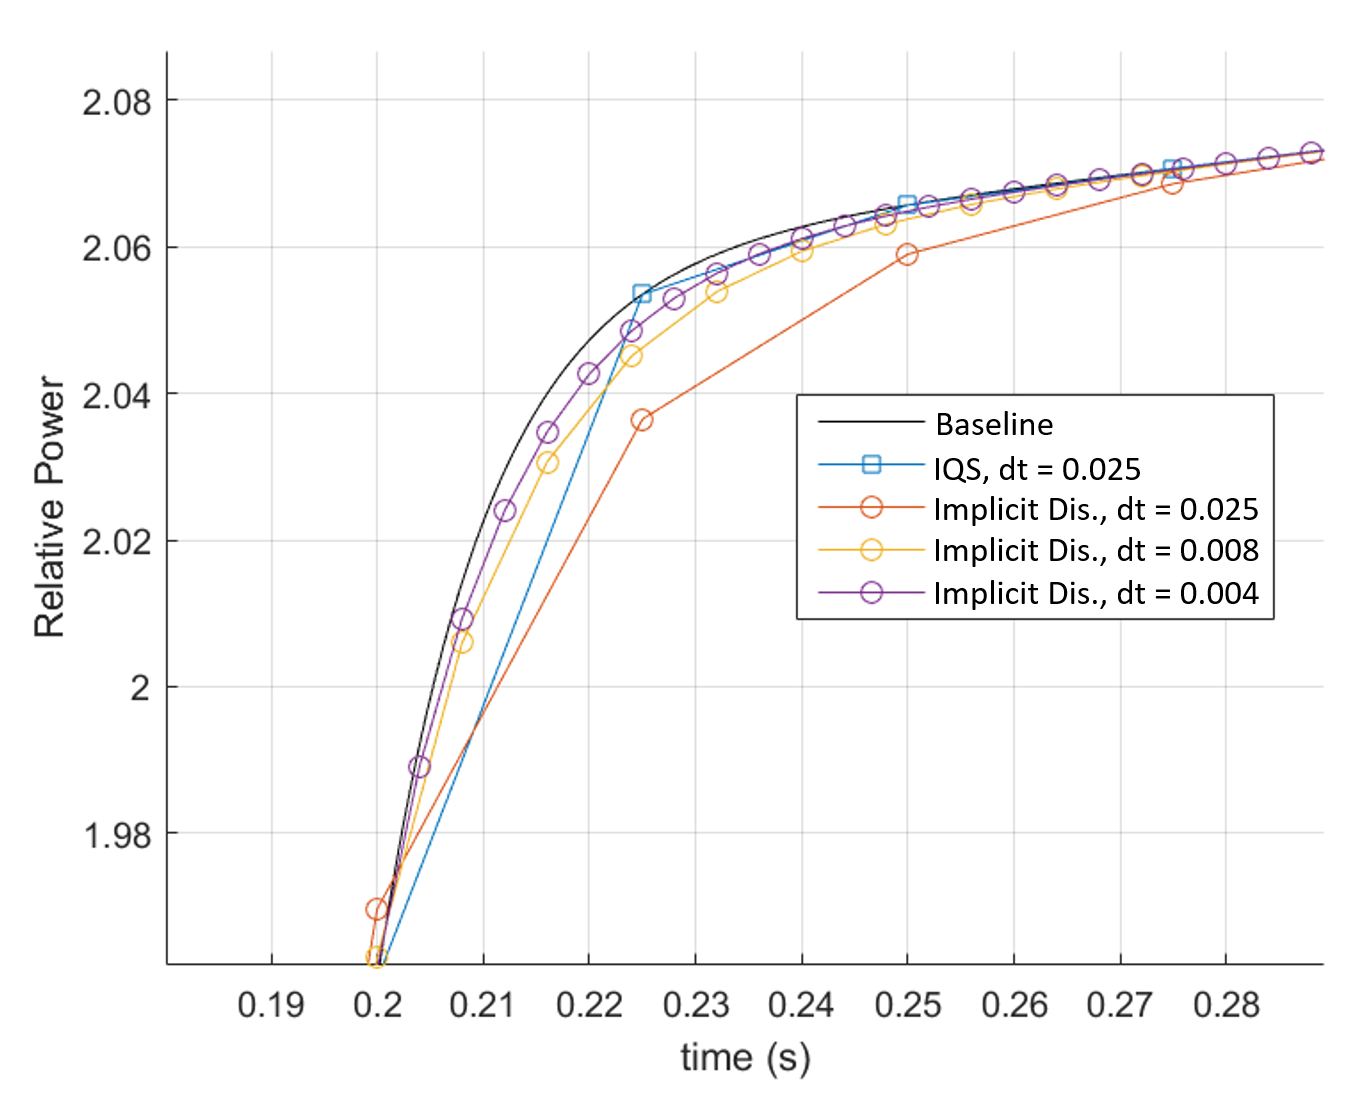 2.08
2.06
2.04
2.02
2
1.98
Relative Power
Baseline
IQS, dt = 0.025
Implicit Dis., dt = 0.025
Implicit Dis., dt = 0.008
Implicit Dis., dt = 0.004
0.19 0.2 0.21 0.22 0.23 0.24 0.25 0.26 0.27 0.28
time (s)